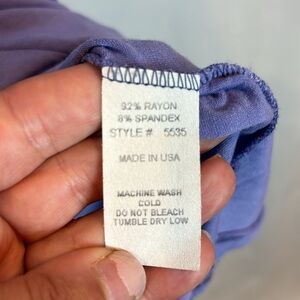 92% RAYON
8% SPANDEX
STYLE # 5535
MADE IN USA
MACHINE WASH
COLD
DO NOT BLEACH
TUMBLE DRY LOW